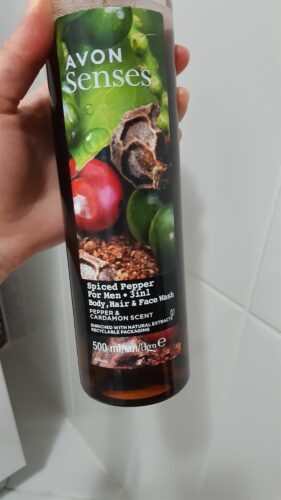 AVON
Senses
Spiced Pepper
For Men • 3in1
Body, Hair & Face Wash
PEPPER &
CARDAMON SCENT
ENRICHED WITH NATURAL EXTRACTS
RECYCLABLE PACKAGING
500 ml